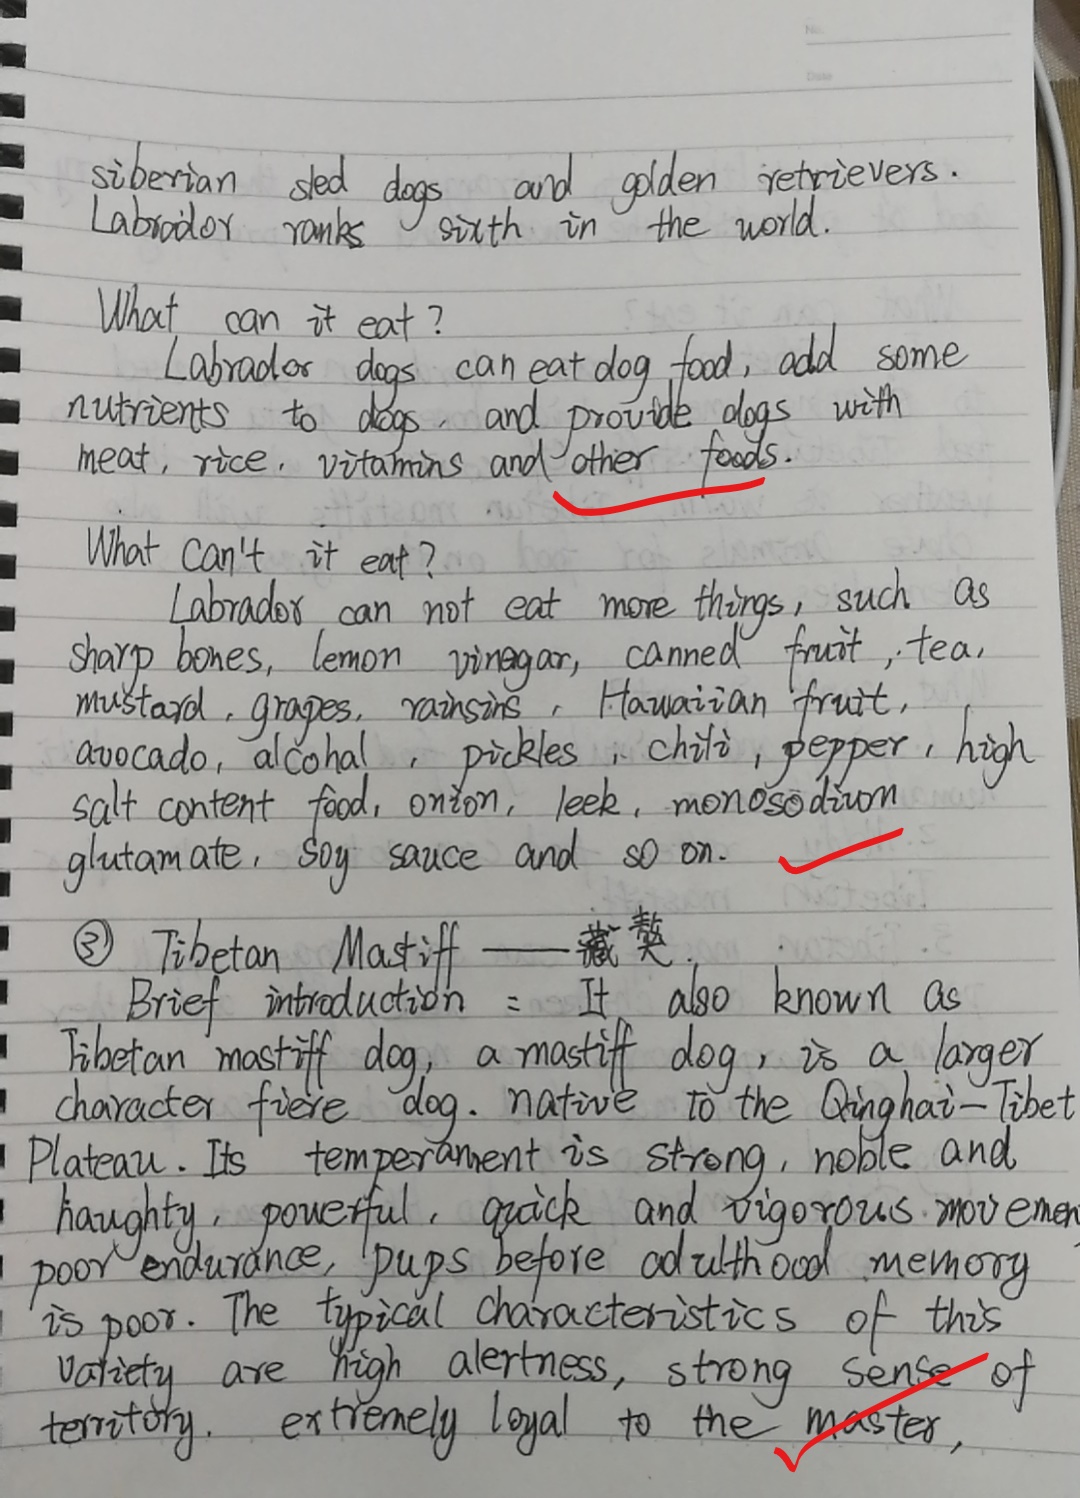 No.
Date
siberian sled dogs and golden retrievers.
Labrador ranks sixth in the world.
What can it eat?
Labrador dogs can eat dog food, add some
nutrients to dogs, and provide dogs with
meat, rice, vitamins and other foods.
What can't it eat?
Labrador can not eat more things, such as
sharp bones, lemon vinegar, canned fruit, tea,
mustard, grapes, rainsins, Hawaiian fruit,
avocado, alcohal, pickles, chili, pepper, high
salt content food, onion, leek, monosodium
glutamate, soy sauce and so on.
③ Tibetan Mastiff —— 藏獒.
Brief introduction: It also known as
Tibetan mastiff dog, a mastiff dog, is a larger
character fiere dog. native to the Qinghai-Tibet
Plateau. Its temperament is strong, noble and
haughty, powerful, quick and vigorous movemen
poor endurance, pups before adulthood memory
is poor. The typical characteristics of this
variety are high alertness, strong sense of
territory. extremely loyal to the master,